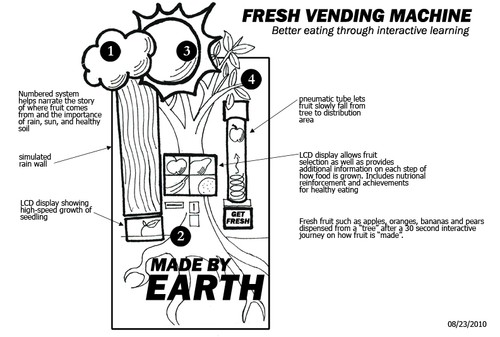 FRESH VENDING MACHINE
Better eating through interactive learning
1
3
4
Numbered system
helps narrate the story
of where fruit comes
from and the importance
of rain, sun, and healthy
soil
pneumatic tube lets
fruit slowly fall from
tree to distribution
area
simulated
rain wall
LCD display allows fruit
selection as well as provides
additional information on each step of
how food is grown. Includes nutritional
reinforcement and achievements
for healthy eating
LCD display showing
high-speed growth of
seedling
GET
FRESH
Fresh fruit such as apples, oranges, bananas and pears
dispensed from a "tree" after a 30 second interactive
journey on how fruit is "made".
2
MADE BY
EARTH
08/23/2010